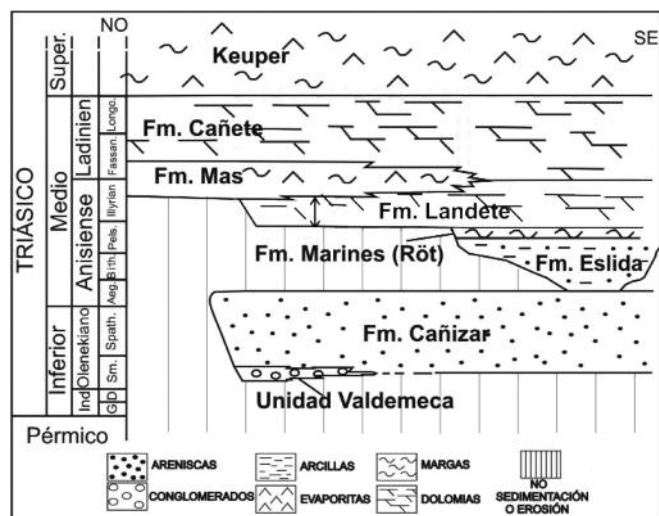 NO
SE
Super.
Keuper
TRIÁSICO
Medio
Ladinien
Longo.
Fassan.
Fm. Cañete
Fm. Mas
Anisiense
Illyrian
Pels.
Bith.
Aeg.
Fm. Landete
Fm. Marines (Röt)
Fm. Eslida
Inferior
Olenekiano
Spath.
Sm.
Fm. Cañizar
Ind
GD
Unidad Valdemeca
Pérmico
ARENISCAS
ARCILLAS
MARGAS
CONGLOMERADOS
EVAPORITAS
DOLOMIAS
NO
SEDIMENTACIÓN
O EROSIÓN